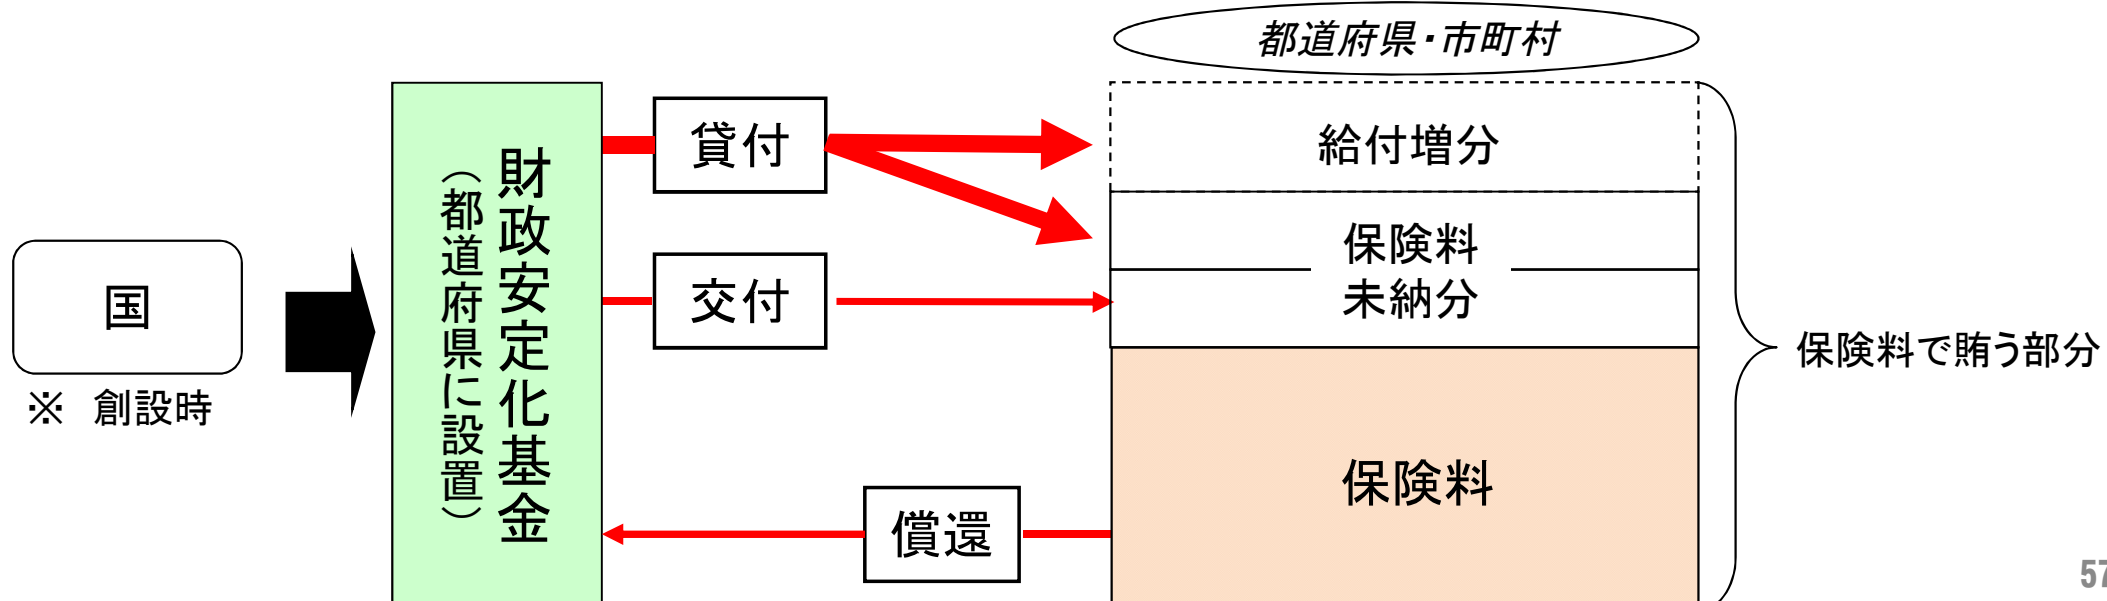 都道府県・市町村
国
※ 創設時
財政安定化基金
（都道府県に設置）
貸付
交付
償還
給付増分
保険料
未納分
保険料
保険料で賄う部分
57